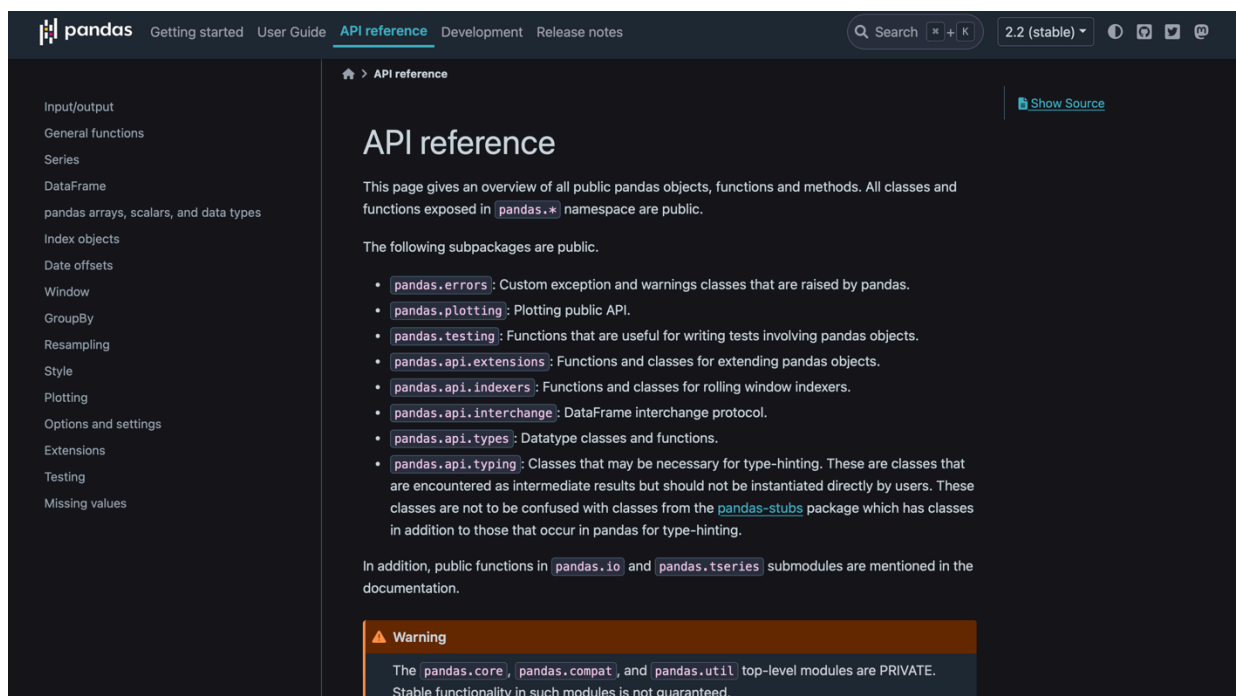 pandas Getting started User Guide API reference Development Release notes Search ⌘ + K 2.2 (stable)
Input/output
General functions
Series
DataFrame
pandas arrays, scalars, and data types
Index objects
Date offsets
Window
GroupBy
Resampling
Style
Plotting
Options and settings
Extensions
Testing
Missing values
> API reference
API reference
This page gives an overview of all public pandas objects, functions and methods. All classes and
functions exposed in pandas.* namespace are public.
The following subpackages are public.
• pandas.errors : Custom exception and warnings classes that are raised by pandas.
• pandas.plotting : Plotting public API.
• pandas.testing : Functions that are useful for writing tests involving pandas objects.
• pandas.api.extensions : Functions and classes for extending pandas objects.
• pandas.api.indexers : Functions and classes for rolling window indexers.
• pandas.api.interchange : DataFrame interchange protocol.
• pandas.api.types : Datatype classes and functions.
• pandas.api.typing : Classes that may be necessary for type-hinting. These are classes that
are encountered as intermediate results but should not be instantiated directly by users. These
classes are not to be confused with classes from the pandas-stubs package which has classes
in addition to those that occur in pandas for type-hinting.
In addition, public functions in pandas.io and pandas.tseries submodules are mentioned in the
documentation.
Warning
The pandas.core , pandas.compat , and pandas.util top-level modules are PRIVATE.
Stable functionality in such modules is not guaranteed.
Show Source